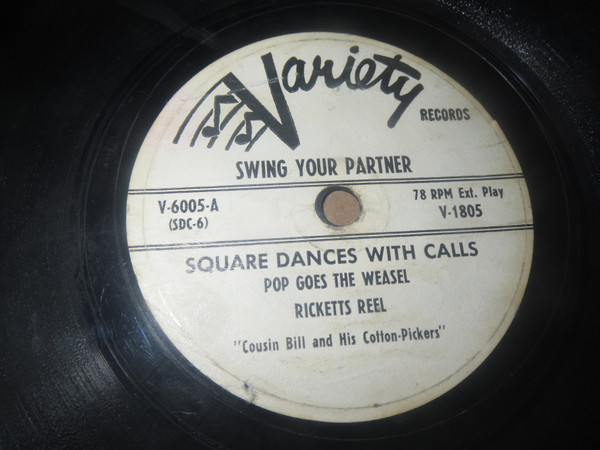 Variety
RECORDS
SWING YOUR PARTNER
V-6005-A
(SDC-6)
78 RPM Ext. Play
V-1805
SQUARE DANCES WITH CALLS
POP GOES THE WEASEL
RICKETTS REEL
"Cousin Bill and His Cotton-Pickers"